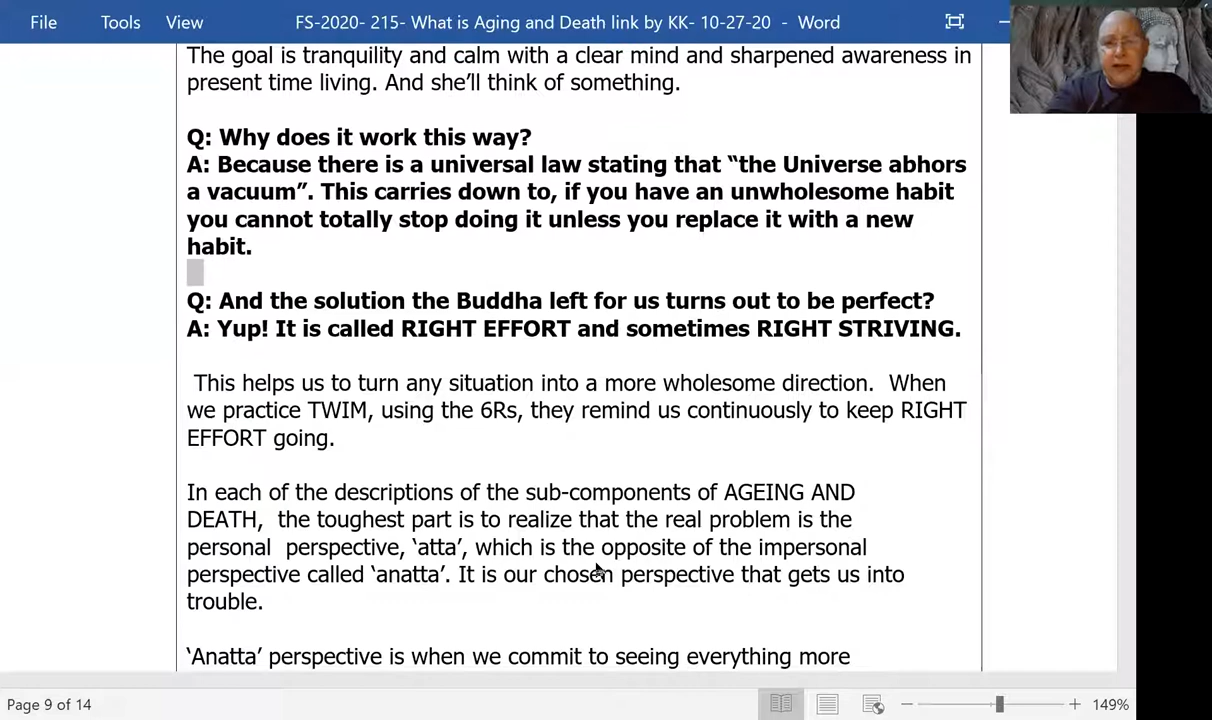 File Tools View FS-2020- 215- What is Aging and Death link by KK- 10-27-20 - Word
The goal is tranquility and calm with a clear mind and sharpened awareness in
present time living. And she’ll think of something.
Q: Why does it work this way?
A: Because there is a universal law stating that “the Universe abhors
a vacuum”. This carries down to, if you have an unwholesome habit
you cannot totally stop doing it unless you replace it with a new
habit.
Q: And the solution the Buddha left for us turns out to be perfect?
A: Yup! It is called RIGHT EFFORT and sometimes RIGHT STRIVING.
This helps us to turn any situation into a more wholesome direction. When
we practice TWIM, using the 6Rs, they remind us continuously to keep RIGHT
EFFORT going.
In each of the descriptions of the sub-components of AGEING AND
DEATH, the toughest part is to realize that the real problem is the
personal perspective, ‘atta’, which is the opposite of the impersonal
perspective called ‘anatta’. It is our chosen perspective that gets us into
trouble.
‘Anatta’ perspective is when we commit to seeing everything more
Page 9 of 14 149%